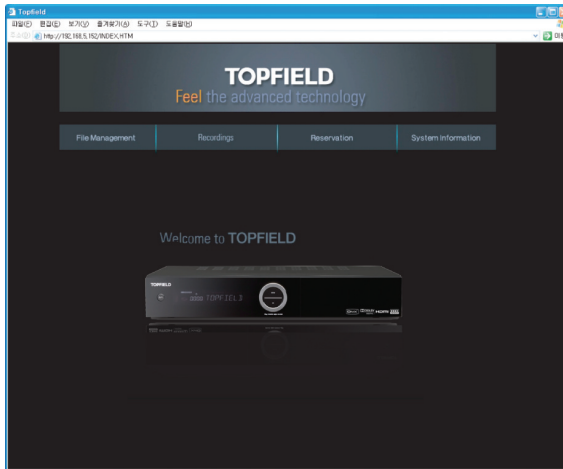 Topfield
파일(F) 편집(E) 보기(V) 즐겨찾기(A) 도구(T) 도움말(H)
http://192.168.5.152/INDEX.HTM
TOPFIELD
Feel the advanced technology
File Management Recordings Reservation System Information
Welcome to TOPFIELD
TOPFIELD
HDMI